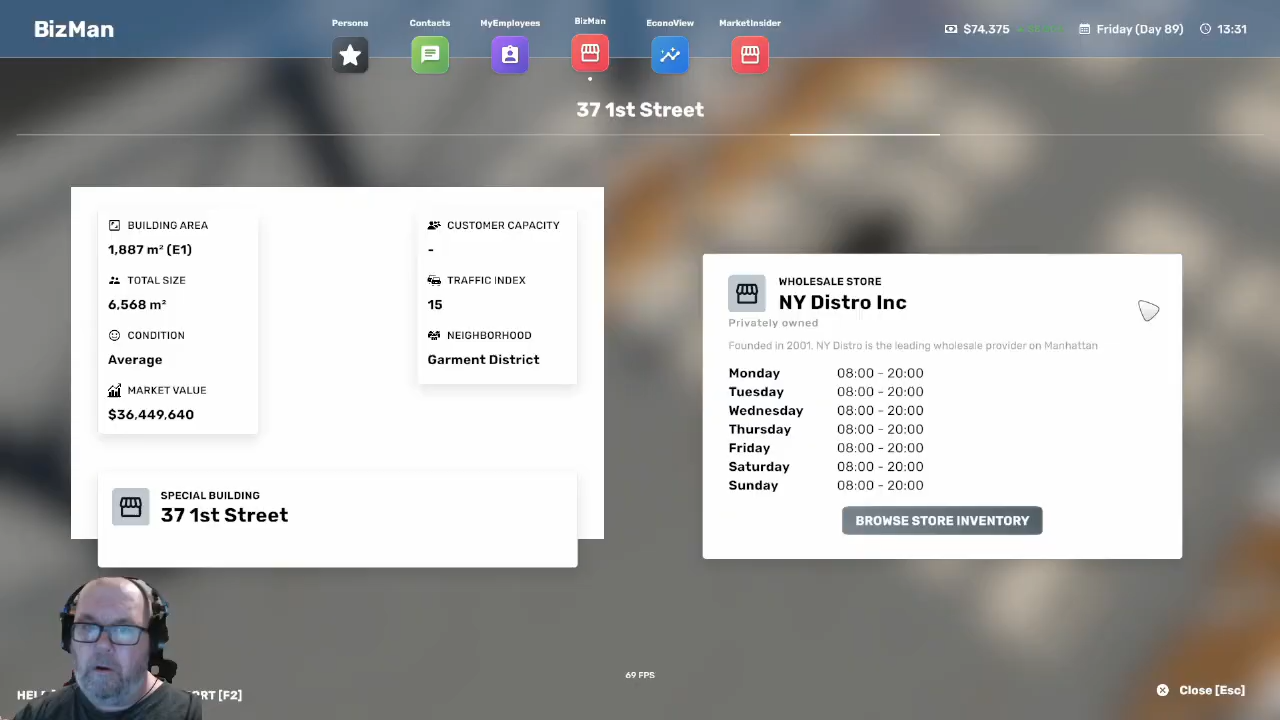 BizMan
Persona
Contacts
MyEmployees
BizMan
EconoView
MarketInsider
$74,375
Friday (Day 89)
13:31
37 1st Street
BUILDING AREA
1,887 m² (E1)
TOTAL SIZE
6,568 m²
CONDITION
Average
MARKET VALUE
$36,449,640
CUSTOMER CAPACITY
-
TRAFFIC INDEX
15
NEIGHBORHOOD
Garment District
SPECIAL BUILDING
37 1st Street
WHOLESALE STORE
NY Distro Inc
Privately owned
Founded in 2001, NY Distro is the leading wholesale provider on Manhattan
Monday 08:00 - 20:00
Tuesday 08:00 - 20:00
Wednesday 08:00 - 20:00
Thursday 08:00 - 20:00
Friday 08:00 - 20:00
Saturday 08:00 - 20:00
Sunday 08:00 - 20:00
BROWSE STORE INVENTORY
69 FPS
[F2]
Close [Esc]